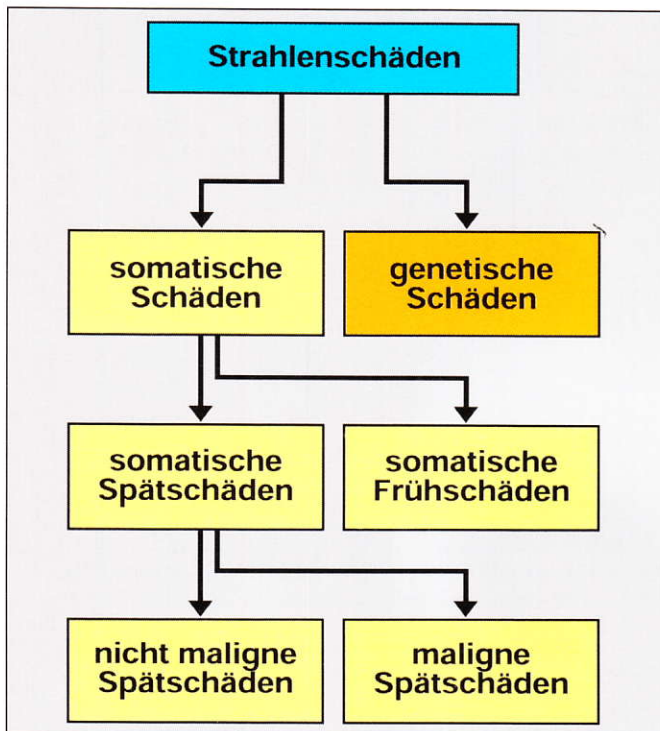 Strahlenschäden
somatische
Schäden
genetische
Schäden
somatische
Spätschäden
somatische
Frühschäden
nicht maligne
Spätschäden
maligne
Spätschäden